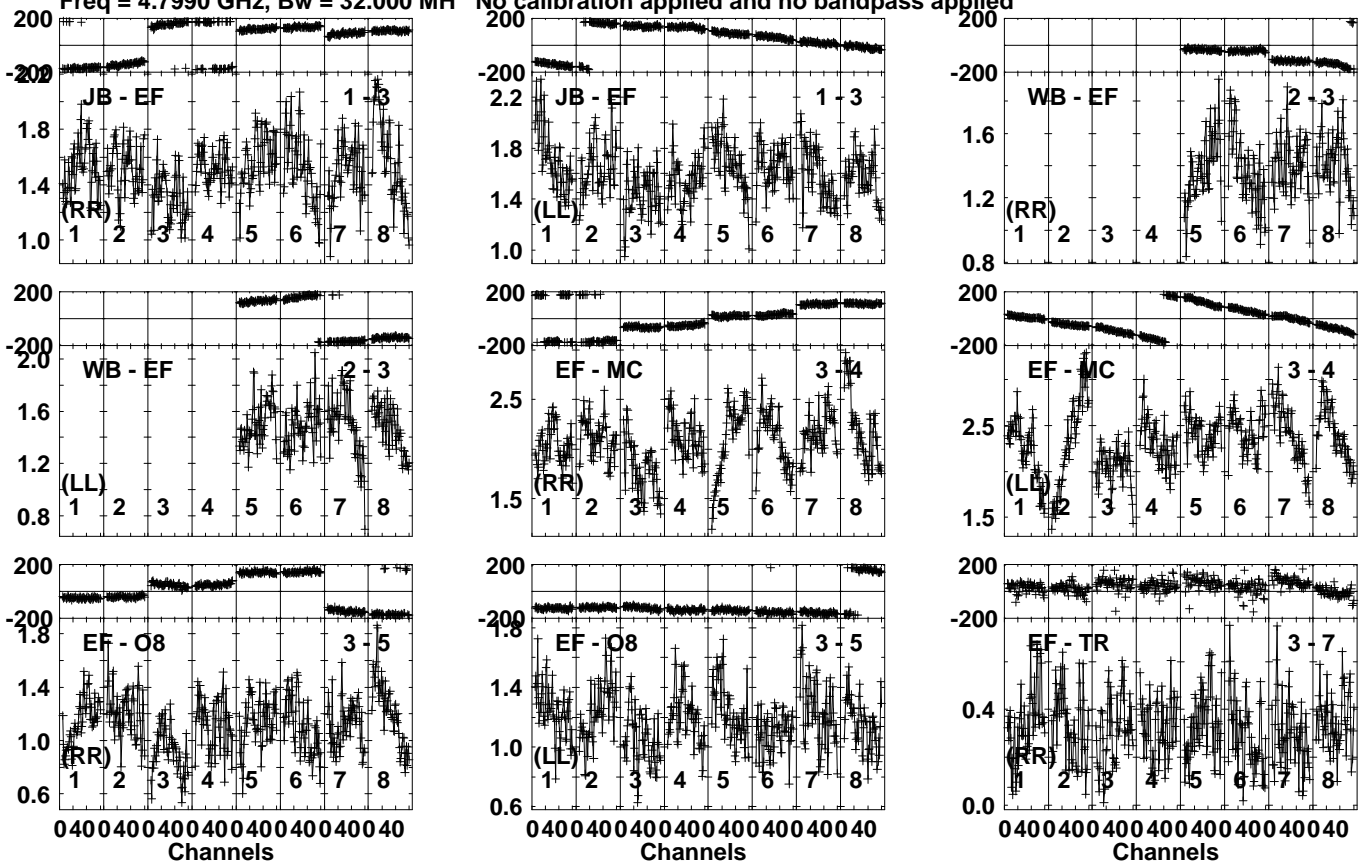 Freq = 4.7990 GHz, Bw = 32.000 MH No calibration applied and no bandpass applied
200
-200
2.2
1.8
1.4
1.0
JB - EF 1 - 3
(RR)
1 2 3 4 5 6 7 8
200
-200
2.2
1.8
1.4
1.0
JB - EF 1 - 3
(LL)
1 2 3 4 5 6 7 8
200
-200
1.6
1.2
0.8
WB - EF 2 - 3
(RR)
1 2 3 4 5 6 7 8
200
-200
2.0
1.6
1.2
0.8
WB - EF 2 - 3
(LL)
1 2 3 4 5 6 7 8
200
-200
2.5
1.5
EF - MC 3 - 4
(RR)
1 2 3 4 5 6 7 8
200
-200
2.5
1.5
EF - MC 3 - 4
(LL)
1 2 3 4 5 6 7 8
200
-200
1.8
1.4
1.0
0.6
EF - O8 3 - 5
(RR)
1 2 3 4 5 6 7 8
0 40 0 40 0 40 0 40 0 40 0 40 0 40 0 40
Channels
200
-200
1.8
1.4
1.0
0.6
EF - O8 3 - 5
(LL)
1 2 3 4 5 6 7 8
0 40 0 40 0 40 0 40 0 40 0 40 0 40 0 40
Channels
200
-200
0.4
0.0
EF - TR 3 - 7
(RR)
1 2 3 4 5 6 7 8
0 40 0 40 0 40 0 40 0 40 0 40 0 40 0 40
Channels